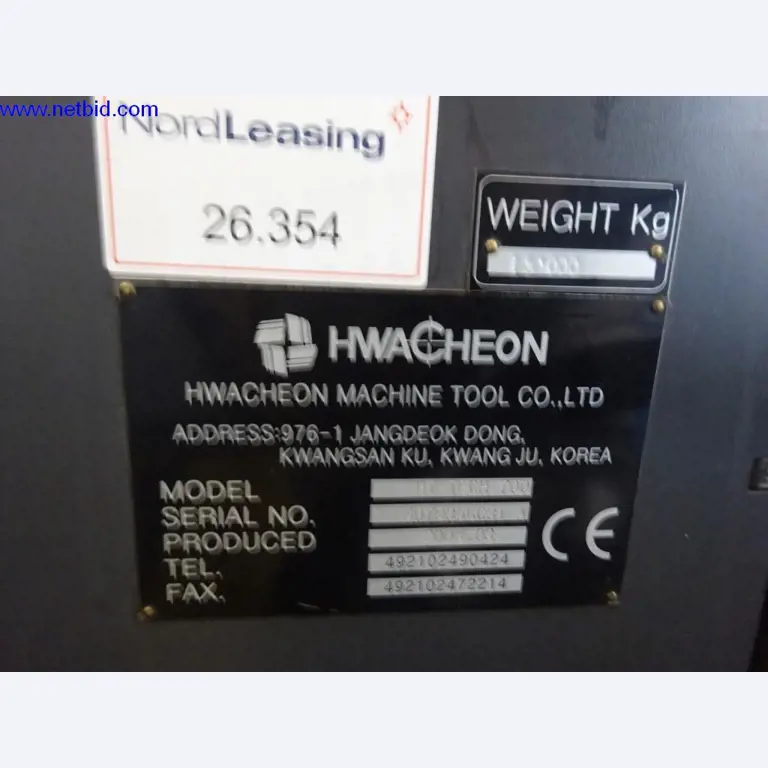 www.netbid.com
NordLeasing
26.354
WEIGHT Kg
HWACHEON
HWACHEON MACHINE TOOL CO.,LTD
ADDRESS:976-1 JANGDEOK DONG,
KWANGSAN KU, KWANG JU, KOREA
MODEL
SERIAL NO.
PRODUCED
TEL. 492102490424
FAX. 492102472214
CE